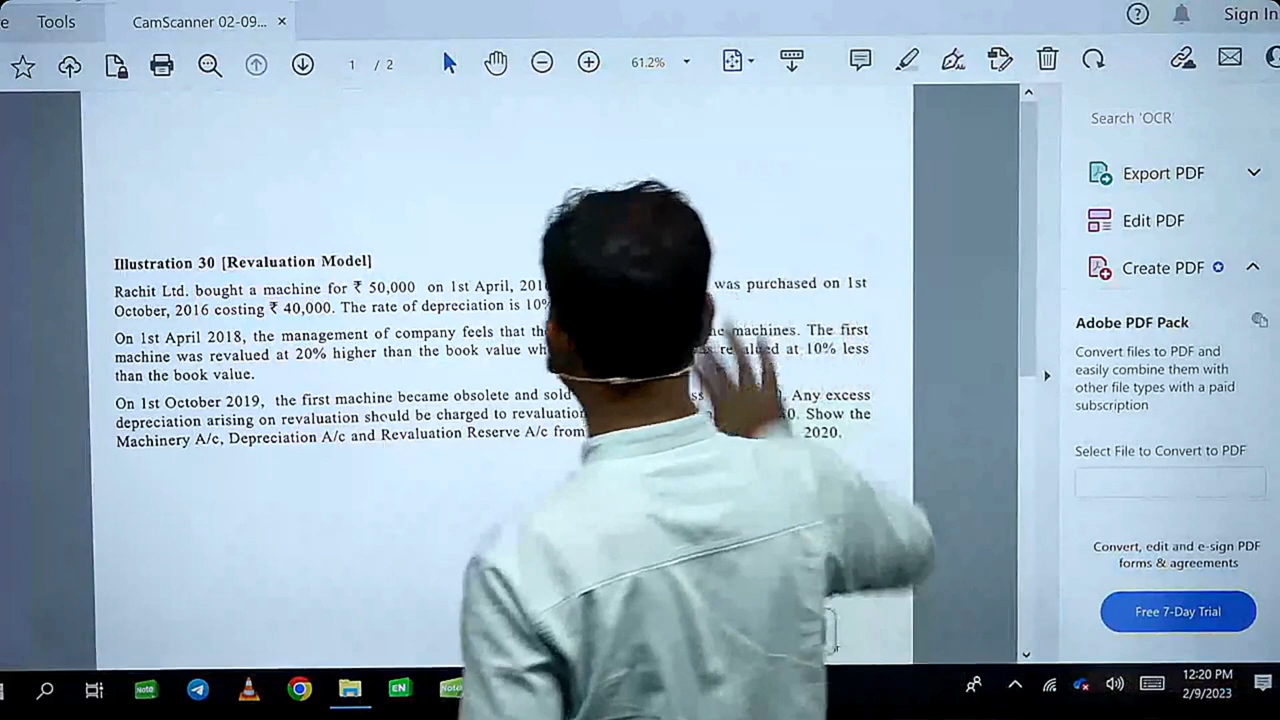 Tools
CamScanner 02-09... ×
Sign In
1 / 2
61.2%
Search 'OCR'
Export PDF
Edit PDF
Create PDF
Adobe PDF Pack
Convert files to PDF and
easily combine them with
other file types with a paid
subscription
Select File to Convert to PDF
Convert, edit and e-sign PDF
forms & agreements
Free 7-Day Trial
Illustration 30 [Revaluation Model]
Rachit Ltd. bought a machine for ₹ 50,000 on 1st April, was purchased on 1st
October, 2016 costing ₹ 40,000. The rate of depreciation is 10%
On 1st April 2018, the management of company feels that machines. The first
machine was revalued at 20% higher than the book value revalued at 10% less
than the book value.
On 1st October 2019, the first machine became obsolete and sold Any excess
depreciation arising on revaluation should be charged to revaluation Show the
Machinery A/c, Depreciation A/c and Revaluation Reserve A/c from 2020.
Note
EN
Note
12:20 PM
2/9/2023